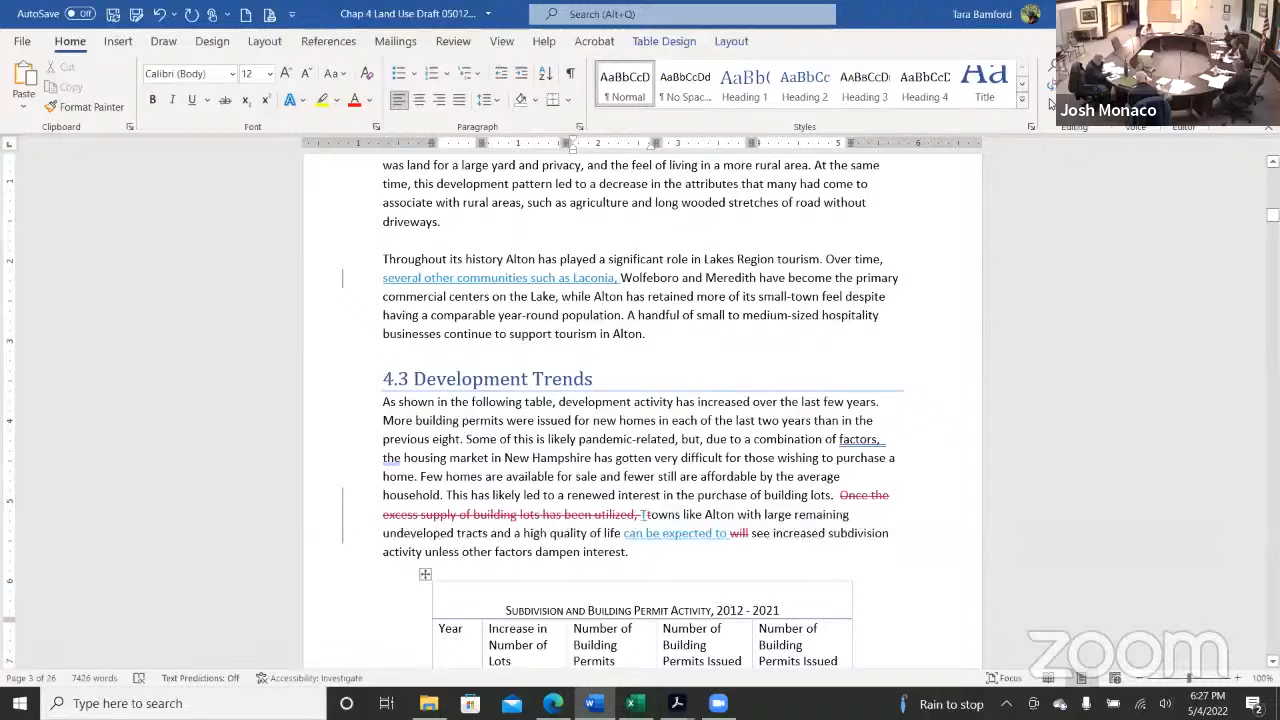 AutoSave Off Chap 4 Land Use Draft 05012... Search (Alt+Q) Tara Bamford
File Home Insert Draw Design Layout References Mailings Review View Help Acrobat Table Design Layout
Paste Cut Copy Format Painter
Calibri (Body) 12
AaBbCcD AaBbCcDd AaBb( AaBbCc AaBbCcD AaBbCcD Aa
¶ Normal ¶ No Spac... Heading 1 Heading 2 Heading 3 Heading 4 Title
Clipboard Font Paragraph Styles Editing Voice Editor
Josh Monaco
was land for a large yard and privacy, and the feel of living in a more rural area. At the same
time, this development pattern led to a decrease in the attributes that many had come to
associate with rural areas, such as agriculture and long wooded stretches of road without
driveways.
Throughout its history Alton has played a significant role in Lakes Region tourism. Over time,
several other communities such as Laconia, Wolfeboro and Meredith have become the primary
commercial centers on the Lake, while Alton has retained more of its small-town feel despite
having a comparable year-round population. A handful of small to medium-sized hospitality
businesses continue to support tourism in Alton.
4.3 Development Trends
As shown in the following table, development activity has increased over the last few years.
More building permits were issued for new homes in each of the last two years than in the
previous eight. Some of this is likely pandemic-related, but, due to a combination of factors,
the housing market in New Hampshire has gotten very difficult for those wishing to purchase a
home. Few homes are available for sale and fewer still are affordable by the average
household. This has likely led to a renewed interest in the purchase of building lots. Once the
excess supply of building lots has been utilized, Ttowns like Alton with large remaining
undeveloped tracts and a high quality of life can be expected to will see increased subdivision
activity unless other factors dampen interest.
Subdivision and Building Permit Activity, 2012 - 2021
Year Increase in Number of Number of Number of
Number of Building Building Building
Lots Permits Permits Issued Permits Issued
zoom
Page 3 of 26 7426 words Text Predictions: Off Accessibility: Investigate Focus 100%
Type here to search Rain to stop 6:27 PM
5/4/2022